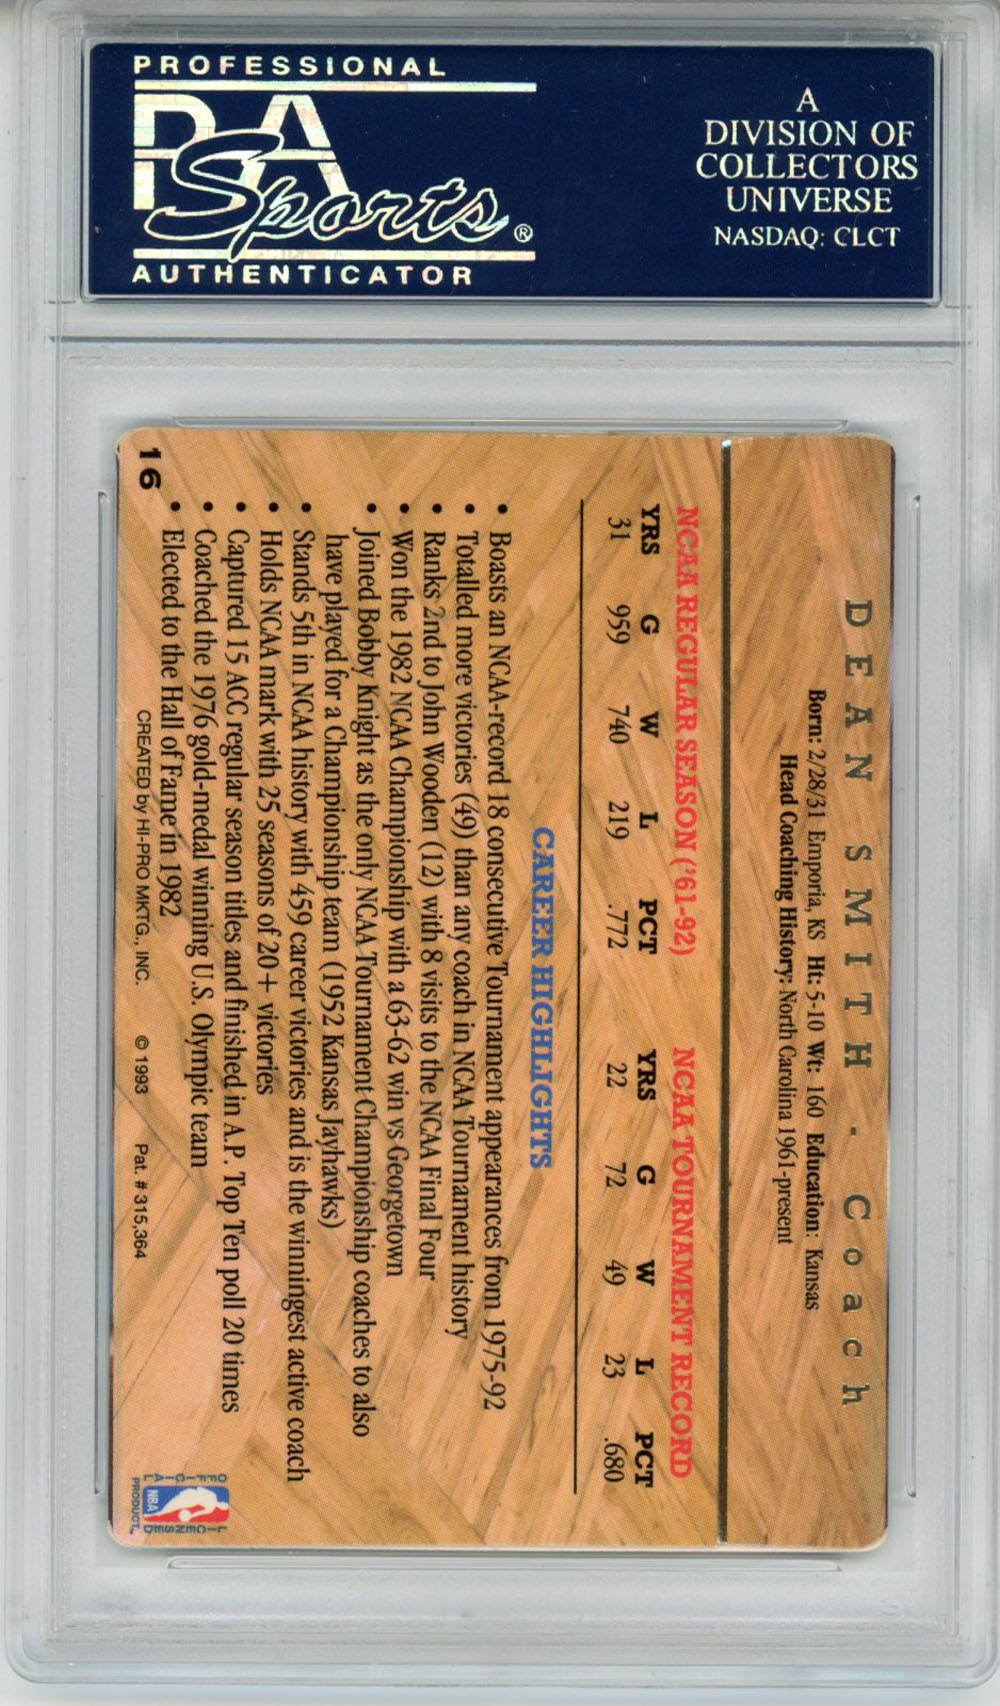 PROFESSIONAL
PSA
Sports®
AUTHENTICATOR
A
DIVISION OF
COLLECTORS
UNIVERSE
NASDAQ: CLCT
DEAN SMITH - Coach
Born: 2/28/31 Emporia, KS Ht: 5-10 Wt: 160 Education: Kansas
Head Coaching History: North Carolina 1961-present
NCAA REGULAR SEASON ('61-92) NCAA TOURNAMENT RECORD
YRS G W L PCT YRS G W L PCT
31 959 740 219 .772 22 72 49 23 .680
CAREER HIGHLIGHTS
• Boasts an NCAA-record 18 consecutive Tournament appearances from 1975-92
• Totalled more victories (49) than any coach in NCAA Tournament history
• Ranks 2nd to John Wooden (12) with 8 visits to the NCAA Final Four
• Won the 1982 NCAA Championship with a 63-62 win vs Georgetown
• Joined Bobby Knight as the only NCAA Tournament Championship coaches to also
have played for a Championship team (1952 Kansas Jayhawks)
• Stands 5th in NCAA history with 459 career victories and is the winningest active coach
• Holds NCAA mark with 25 seasons of 20+ victories
• Captured 15 ACC regular season titles and finished in A.P. Top Ten poll 20 times
• Coached the 1976 gold-medal winning U.S. Olympic team
• Elected to the Hall of Fame in 1982
16
CREATED by HI-PRO MKTG., INC. © 1993 Pat. # 315,364
OFFICIAL
NBA
LICENSED
PRODUCT™